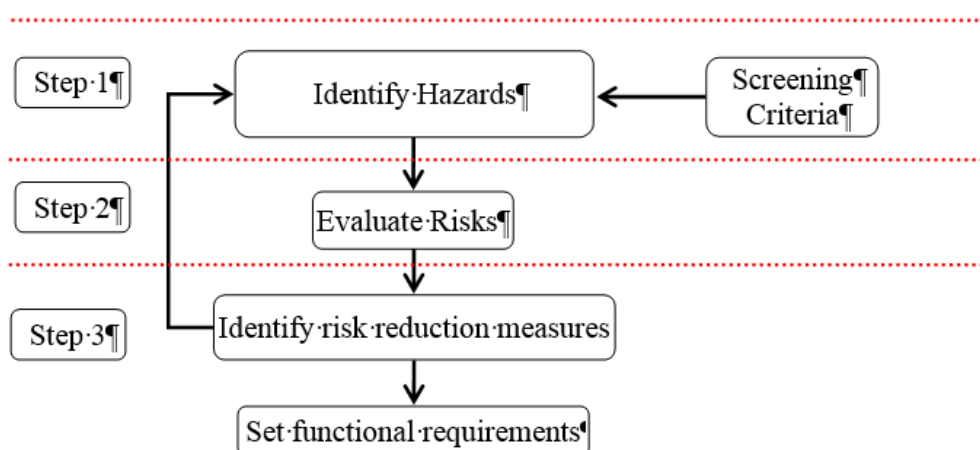 Step·1¶
Identify·Hazards¶
Screening¶
Criteria¶
Step·2¶
Evaluate·Risks¶
Step·3¶
Identify·risk·reduction·measures
Set·functional·requirements¶